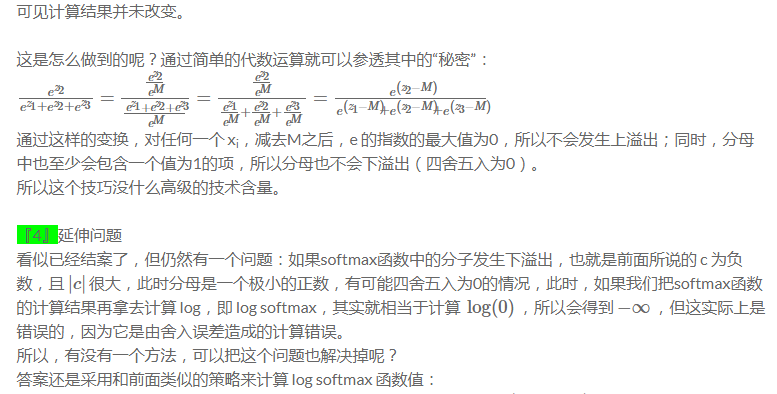 可见计算结果并未改变。
这是怎么做到的呢？通过简单的代数运算就可以参透其中的“秘密”：
\frac{e^{z_2}}{e^{z_1}+e^{z_2}+e^{z_3}} = \frac{\frac{e^{z_2}}{e^M}}{\frac{e^{z_1}+e^{z_2}+e^{z_3}}{e^M}} = \frac{\frac{e^{z_2}}{e^M}}{\frac{e^{z_1}}{e^M}+\frac{e^{z_2}}{e^M}+\frac{e^{z_3}}{e^M}} = \frac{e^{(z_2-M)}}{e^{(z_1-M)}+e^{(z_2-M)}+e^{(z_3-M)}}
通过这样的变换，对任何一个 x_i，减去M之后，e 的指数的最大值为0，所以不会发生上溢出；同时，分母
中也至少会包含一个值为1的项，所以分母也不会下溢出（四舍五入为0）。
所以这个技巧没什么高级的技术含量。
『4』延伸问题
看似已经结案了，但仍然有一个问题：如果softmax函数中的分子发生下溢出，也就是前面所说的 c 为负
数，且 |c| 很大，此时分母是一个极小的正数，有可能四舍五入为0的情况，此时，如果我们把softmax函数
的计算结果再拿去计算 log，即 log softmax，其实就相当于计算 log(0)，所以会得到 −∞，但这实际上是
错误的，因为它是由舍入误差造成的计算错误。
所以，有没有一个方法，可以把这个问题也解决掉呢？
答案还是采用和前面类似的策略来计算 log softmax 函数值：